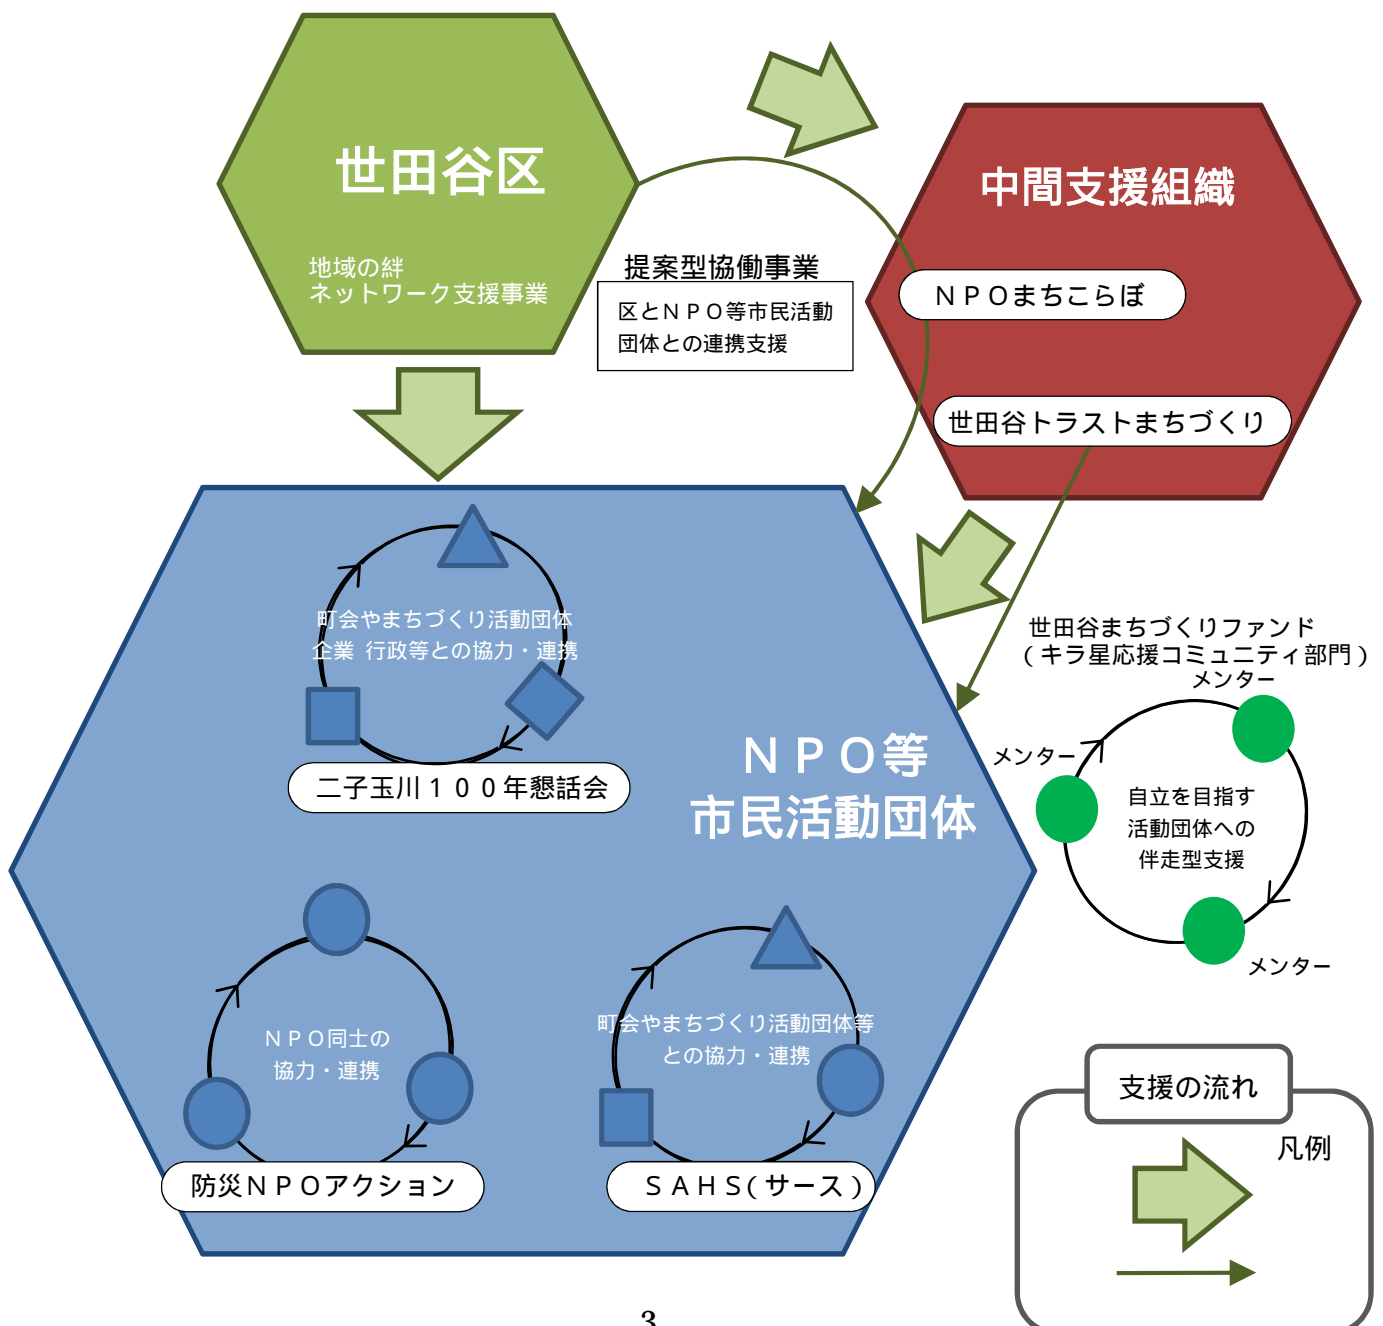 世田谷区
地域の絆
ネットワーク支援事業
中間支援組織
提案型協働事業
区とＮＰＯ等市民活動
団体との連携支援
ＮＰＯまちこらぼ
世田谷トラストまちづくり
町会やまちづくり活動団体
企業 行政等との協力・連携
二子玉川１００年懇話会
ＮＰＯ等
市民活動団体
世田谷まちづくりファンド
（キラ星応援コミュニティ部門）
メンター
メンター
自立を目指す
活動団体への
伴走型支援
メンター
ＮＰＯ同士の
協力・連携
防災ＮＰＯアクション
町会やまちづくり活動団体等
との協力・連携
ＳＡＨＳ(サース）
支援の流れ
凡例
3